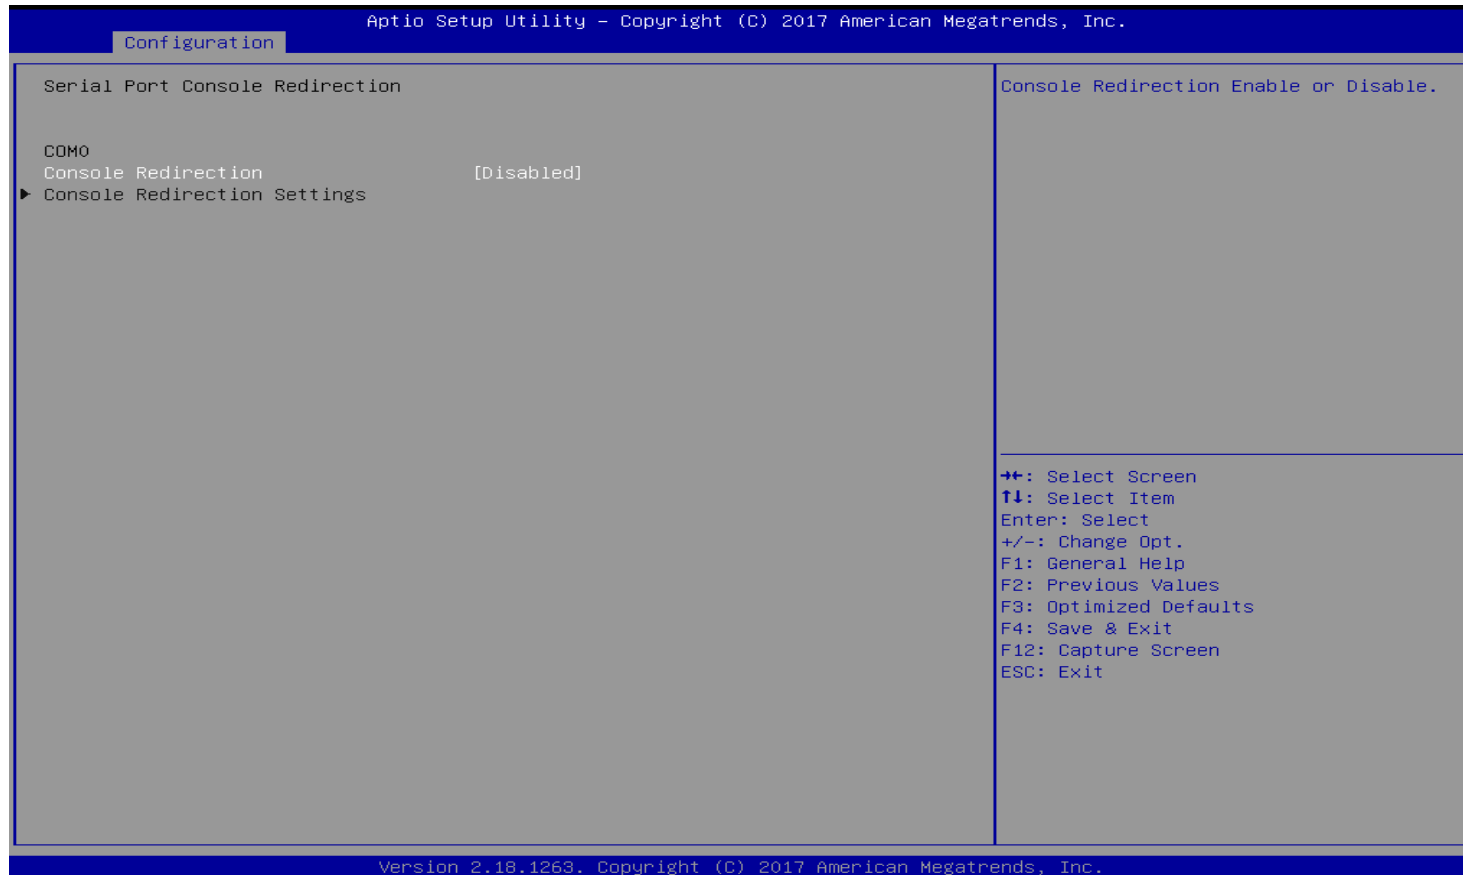 Aptio Setup Utility – Copyright (C) 2017 American Megatrends, Inc.
Configuration
Serial Port Console Redirection
COM0
Console Redirection [Disabled]
► Console Redirection Settings
Console Redirection Enable or Disable.
→←: Select Screen
↑↓: Select Item
Enter: Select
+/-: Change Opt.
F1: General Help
F2: Previous Values
F3: Optimized Defaults
F4: Save & Exit
F12: Capture Screen
ESC: Exit
Version 2.18.1263. Copyright (C) 2017 American Megatrends, Inc.